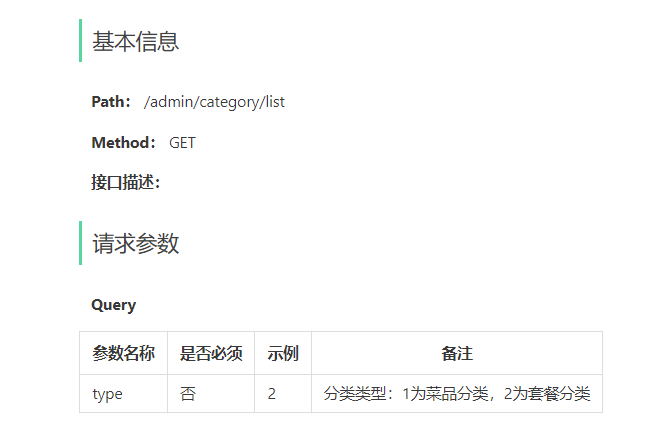 基本信息
Path： /admin/category/list
Method： GET
接口描述：
请求参数
Query
参数名称 是否必须 示例 备注
type 否 2 分类类型：1为菜品分类，2为套餐分类